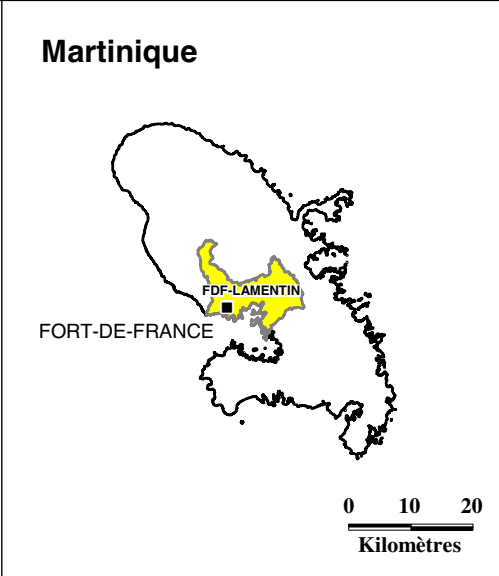 Martinique
FDF-LAMENTIN
FORT-DE-FRANCE
0 10 20
Kilomètres